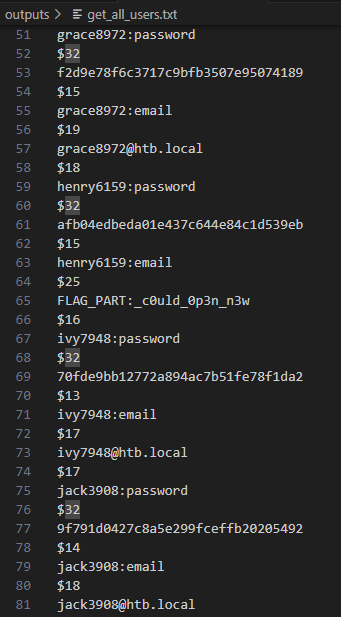 outputs > get_all_users.txt
51 grace8972:password
52 $32
53 f2d9e78f6c3717c9bfb3507e95074189
54 $15
55 grace8972:email
56 $19
57 grace8972@htb.local
58 $18
59 henry6159:password
60 $32
61 afb04edbeda01e437c644e84c1d539eb
62 $15
63 henry6159:email
64 $25
65 FLAG_PART:_c0uld_0p3n_n3w
66 $16
67 ivy7948:password
68 $32
69 70fde9bb12772a894ac7b51fe78f1da2
70 $13
71 ivy7948:email
72 $17
73 ivy7948@htb.local
74 $17
75 jack3908:password
76 $32
77 9f791d0427c8a5e299fceffb20205492
78 $14
79 jack3908:email
80 $18
81 jack3908@htb.local